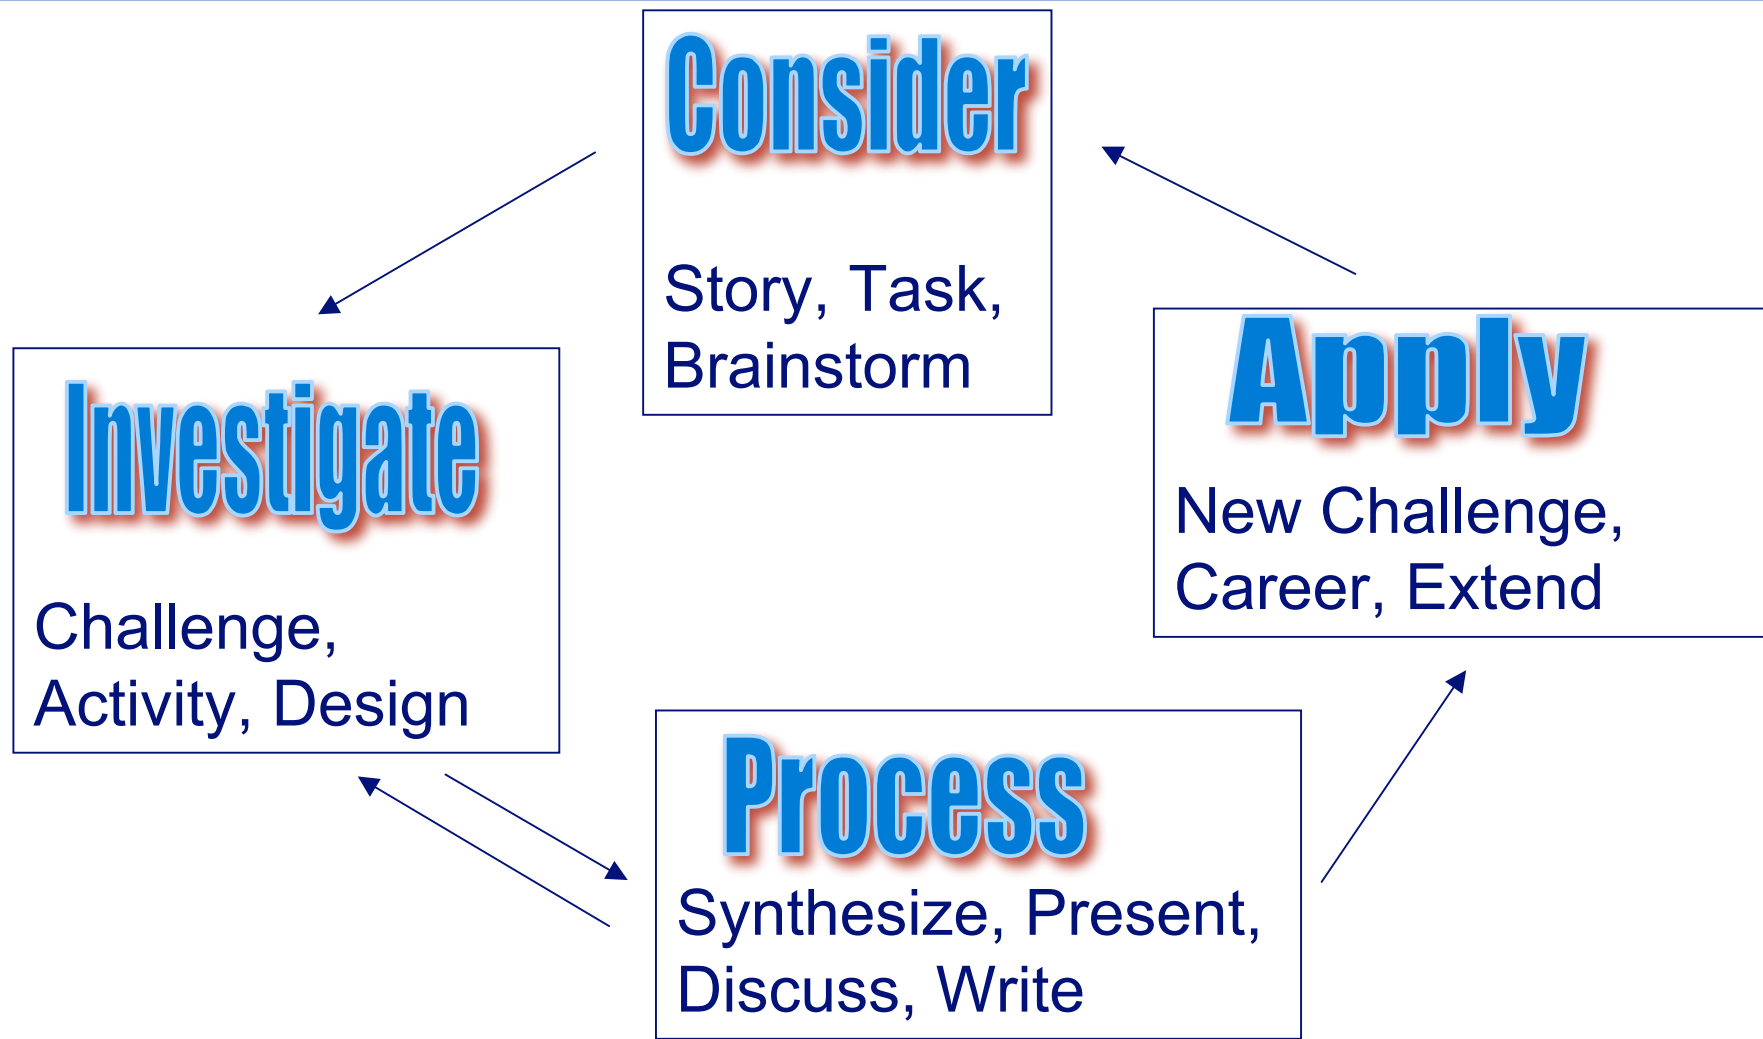 Consider
Story, Task,
Brainstorm
Investigate
Challenge,
Activity, Design
Process
Synthesize, Present,
Discuss, Write
Apply
New Challenge,
Career, Extend